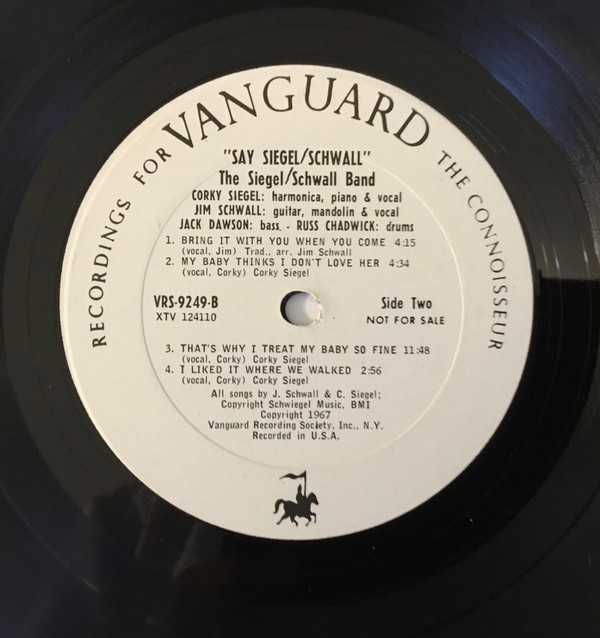 RECORDINGS FOR VANGUARD THE CONNOISSEUR
"SAY SIEGEL/SCHWALL"
The Siegel/Schwall Band
CORKY SIEGEL: harmonica, piano & vocal
JIM SCHWALL: guitar, mandolin & vocal
JACK DAWSON: bass. - RUSS CHADWICK: drums
1. BRING IT WITH YOU WHEN YOU COME 4:15
(vocal, Jim) Trad., arr. Jim Schwall
2. MY BABY THINKS I DON'T LOVE HER 4:34
(vocal, Corky) Corky Siegel
VRS-9249-B Side Two
XTV 124110 NOT FOR SALE
3. THAT'S WHY I TREAT MY BABY SO FINE 11:48
(vocal, Corky) Corky Siegel
4. I LIKED IT WHERE WE WALKED 2:56
(vocal, Corky) Corky Siegel
All songs by J. Schwall & C. Siegel;
Copyright Schwiegel Music, BMI
Copyright 1967
Vanguard Recording Society, Inc., N.Y.
Recorded in U.S.A.